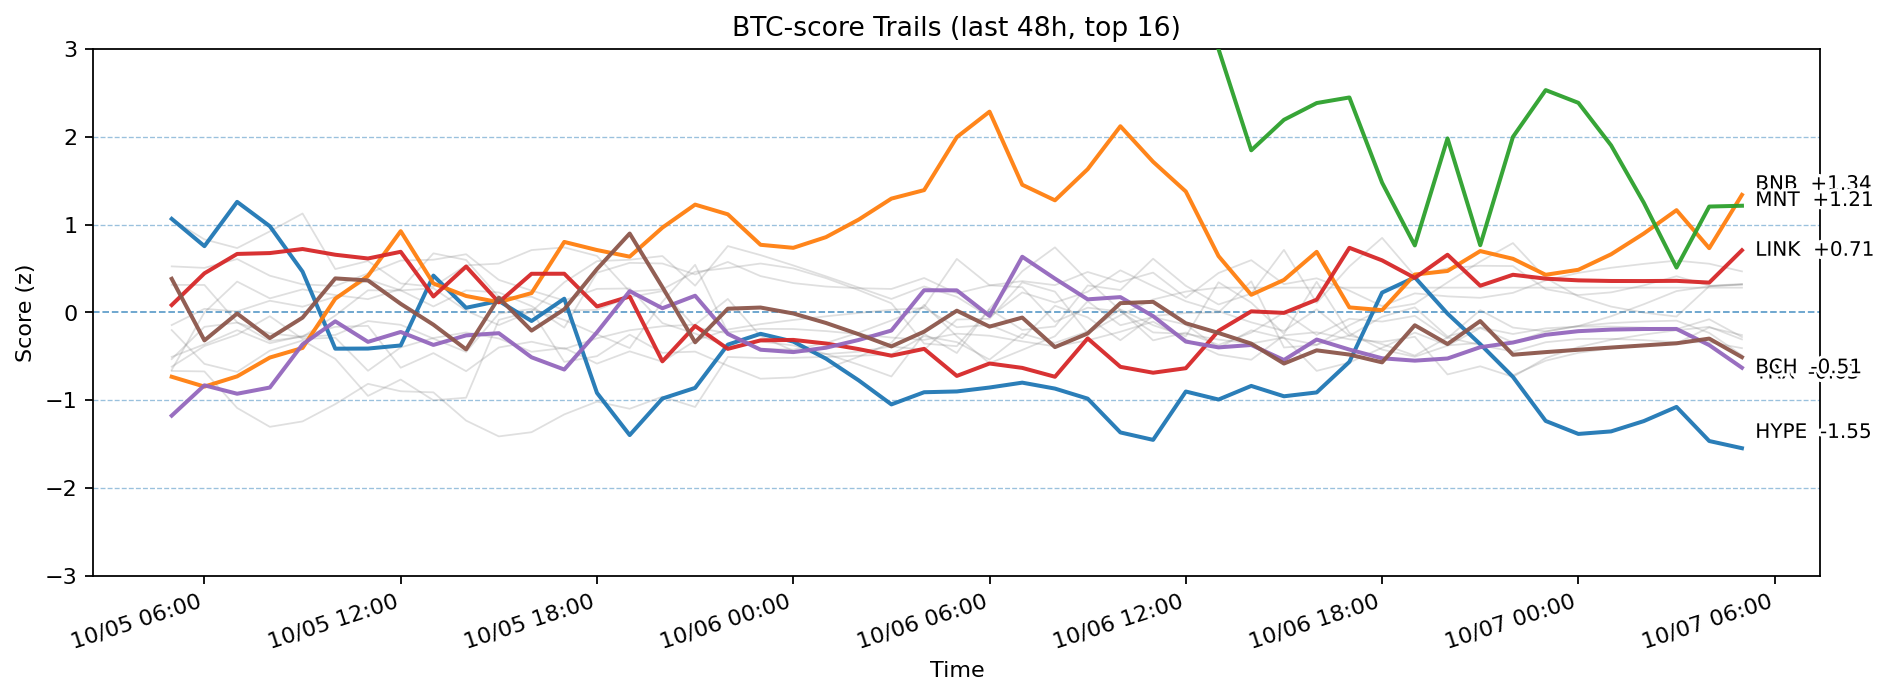 BTC-score Trails (last 48h, top 16)
Score (z)
3
2
1
0
−1
−2
−3
BNB +1.34
MNT +1.21
LINK +0.71
BCH -0.51
HYPE -1.55
10/05 06:00
10/05 12:00
10/05 18:00
10/06 00:00
10/06 06:00
10/06 12:00
10/06 18:00
10/07 00:00
10/07 06:00
Time